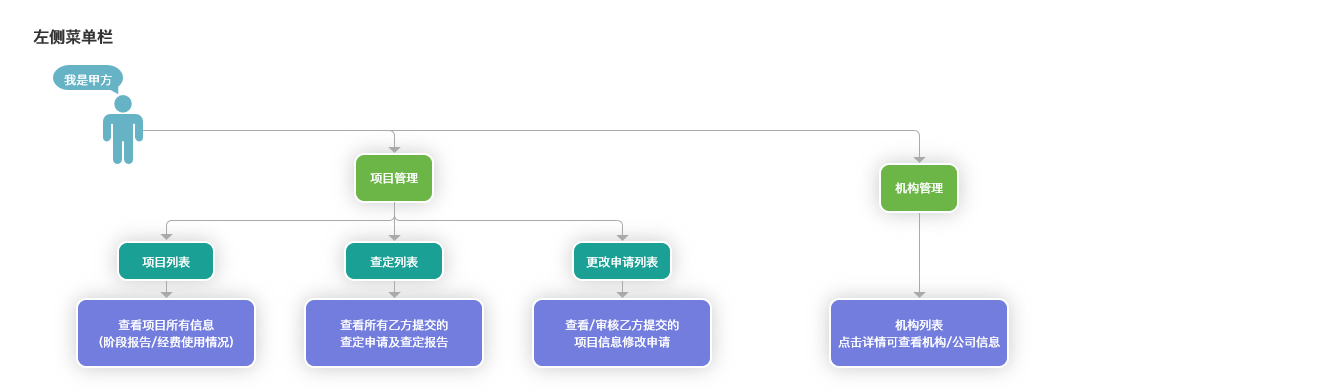 左侧菜单栏
我是甲方
项目管理
机构管理
项目列表
查定列表
更改申请列表
查看项目所有信息
(阶段报告/经费使用情况)
查看所有乙方提交的
查定申请及查定报告
查看/审核乙方提交的
项目信息修改申请
机构列表
点击详情可查看机构/公司信息